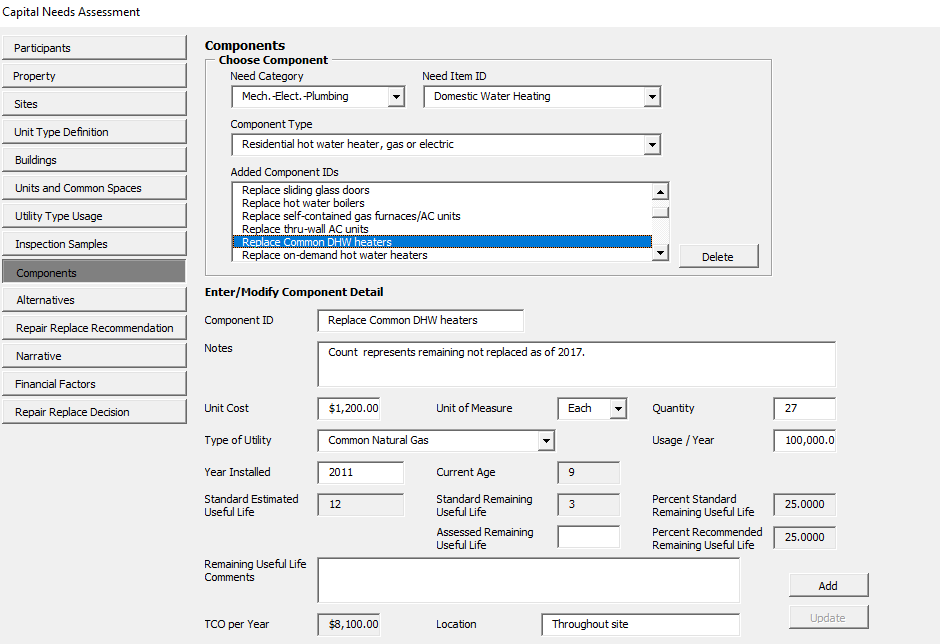 Capital Needs Assessment
Participants
Property
Sites
Unit Type Definition
Buildings
Units and Common Spaces
Utility Type Usage
Inspection Samples
Components
Alternatives
Repair Replace Recommendation
Narrative
Financial Factors
Repair Replace Decision
Components
Choose Component
Need Category
Need Item ID
Mech.-Elect.-Plumbing
Domestic Water Heating
Component Type
Residential hot water heater, gas or electric
Added Component IDs
Replace sliding glass doors
Replace hot water boilers
Replace self-contained gas furnaces/AC units
Replace thru-wall AC units
Replace Common DHW heaters
Replace on-demand hot water heaters
Delete
Enter/Modify Component Detail
Component ID Replace Common DHW heaters
Notes Count represents remaining not replaced as of 2017.
Unit Cost $1,200.00 Unit of Measure Each Quantity 27
Type of Utility Common Natural Gas Usage / Year 100,000.0
Year Installed 2011 Current Age 9
Standard Estimated
Useful Life
12
Standard Remaining
Useful Life
3
Percent Standard
Remaining Useful Life
25.0000
Assessed Remaining
Useful Life
Percent Recommended
Remaining Useful Life
25.0000
Remaining Useful Life
Comments
Add
TCO per Year $8,100.00 Location Throughout site
Update